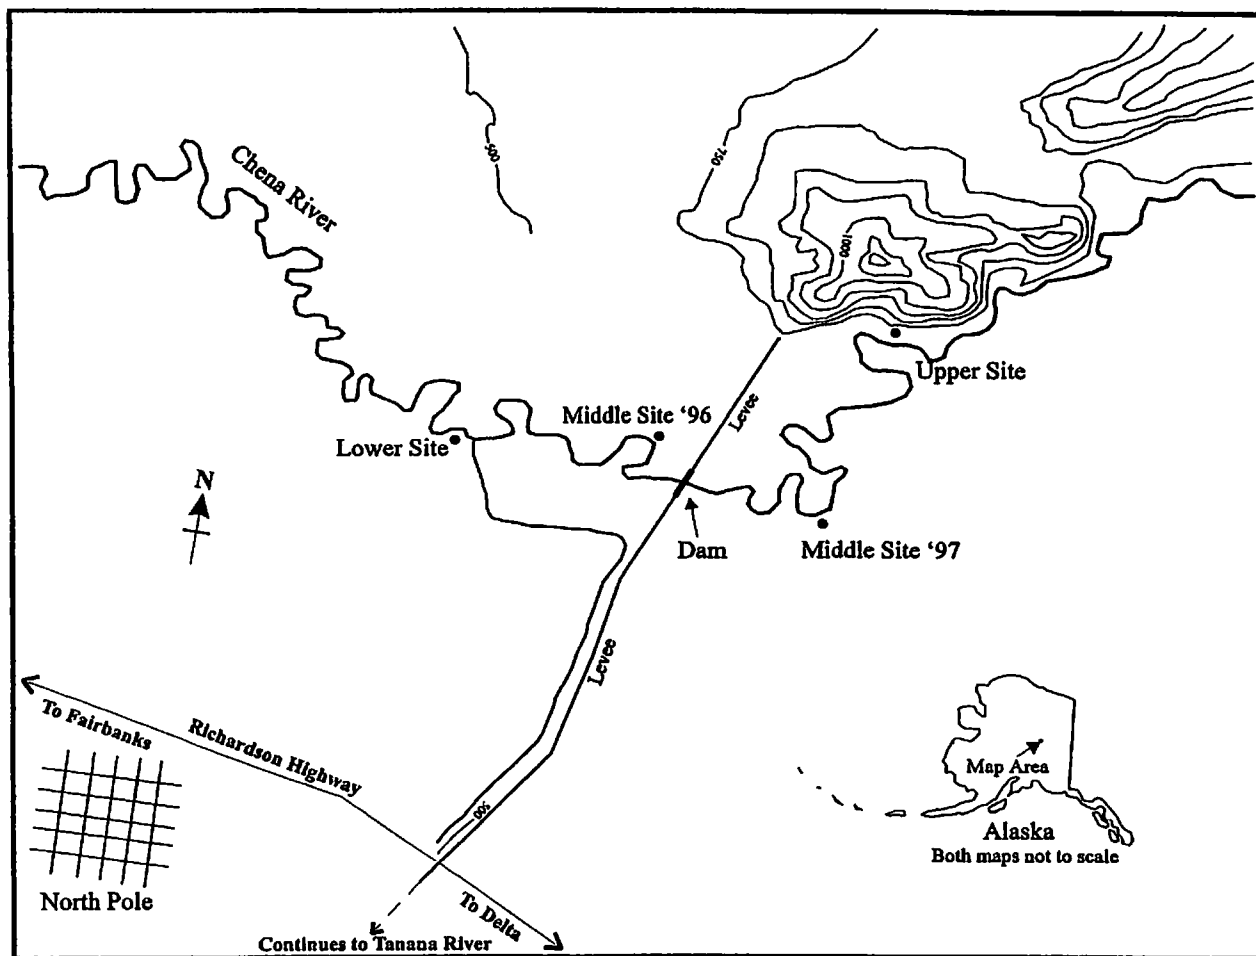 Chena River
500
750
1000
Upper Site
Levee
Middle Site ‘96
Lower Site
N
Dam
Middle Site ‘97
Levee
To Fairbanks
Richardson Highway
Map Area
500
Alaska
Both maps not to scale
North Pole
To Delta
Continues to Tanana River